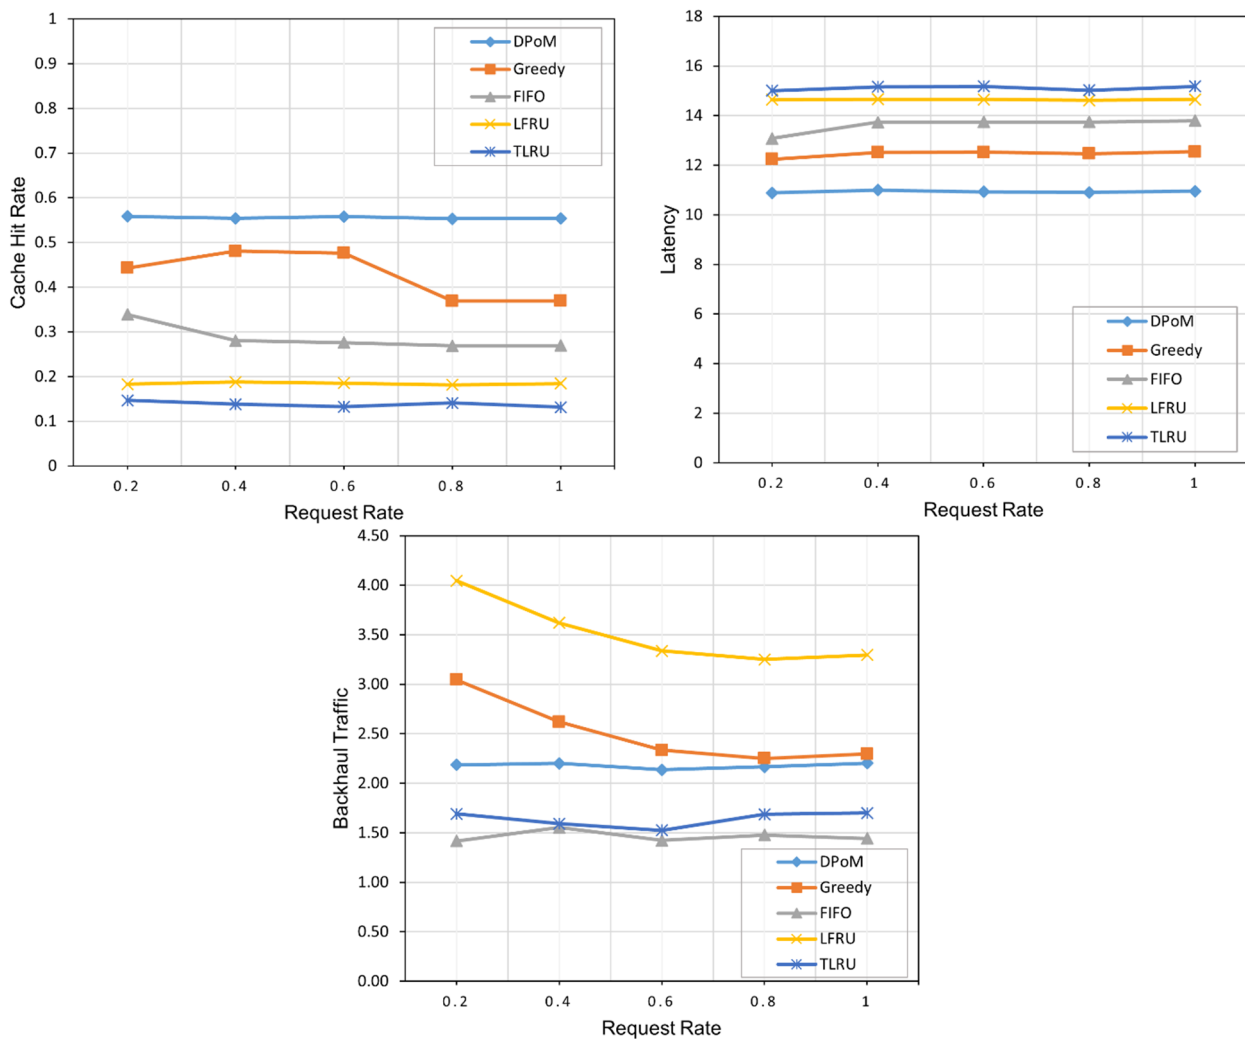 1
0.9
0.8
0.7
0.6
0.5
0.4
0.3
0.2
0.1
0
Cache Hit Rate
DPoM
Greedy
FIFO
LFRU
TLRU
0.2 0.4 0.6 0.8 1
Request Rate
18
16
14
12
10
8
6
4
2
0
Latency
DPoM
Greedy
FIFO
LFRU
TLRU
0.2 0.4 0.6 0.8 1
Request Rate
4.50
4.00
3.50
3.00
2.50
2.00
1.50
1.00
0.50
0.00
Backhaul Traffic
DPoM
Greedy
FIFO
LFRU
TLRU
0.2 0.4 0.6 0.8 1
Request Rate